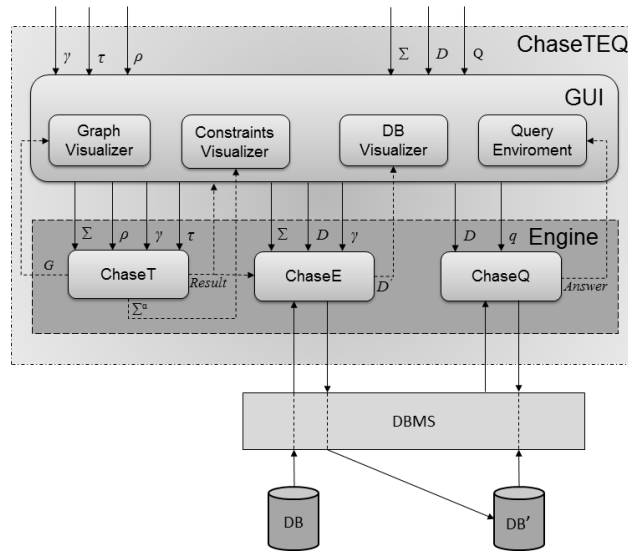 γ τ ρ Σ D Q ChaseTEQ
GUI
Graph
Visualizer
Constraints
Visualizer
DB
Visualizer
Query
Enviroment
Σ ρ γ τ Σ D γ D q Engine
G ChaseT Result ChaseE D' ChaseQ Answer
Σα
DBMS
DB DB'